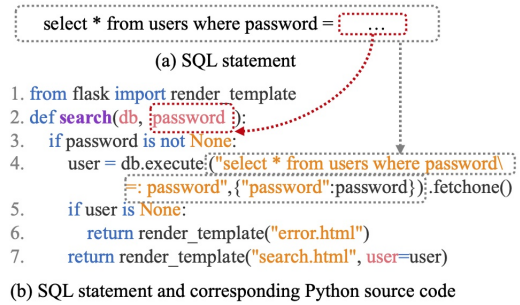 select * from users where password = ...
(a) SQL statement
1. from flask import render_template
2. def search(db, password ):
3. if password is not None:
4. user = db.execute("select * from users where password\
=: password",{"password":password}).fetchone()
5. if user is None:
6. return render_template("error.html")
7. return render_template("search.html", user=user)
(b) SQL statement and corresponding Python source code